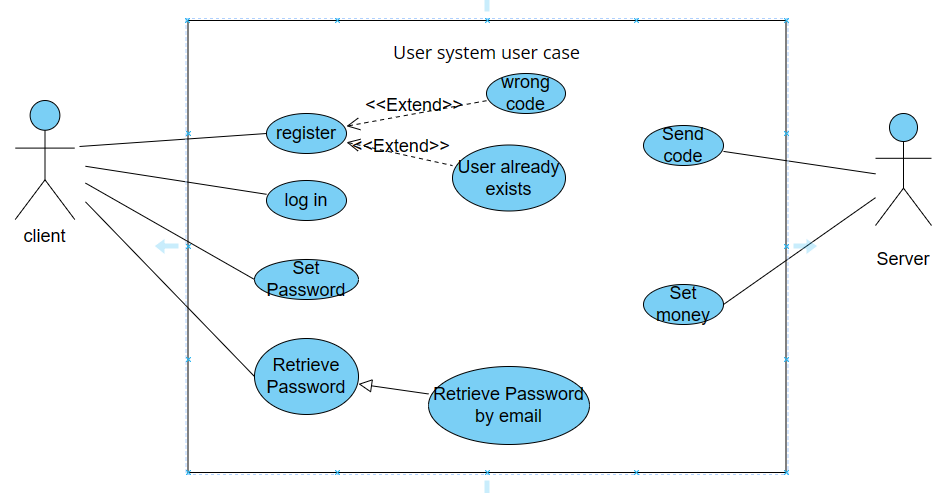 User system user case
wrong
code
<<Extend>>
register
<<Extend>>
User already
exists
Send
code
log in
client
Server
Set
Password
Set
money
Retrieve
Password
Retrieve Password
by email